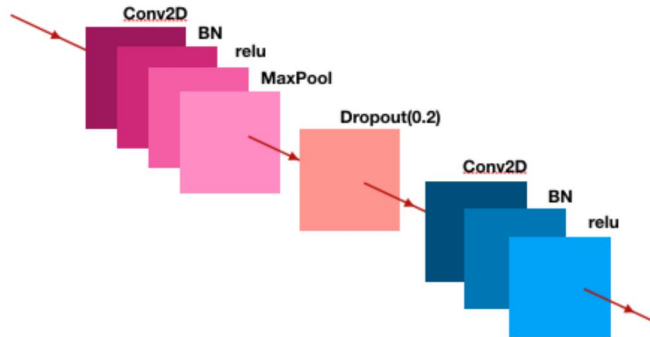 Conv2D
BN
relu
MaxPool
Dropout(0.2)
Conv2D
BN
relu